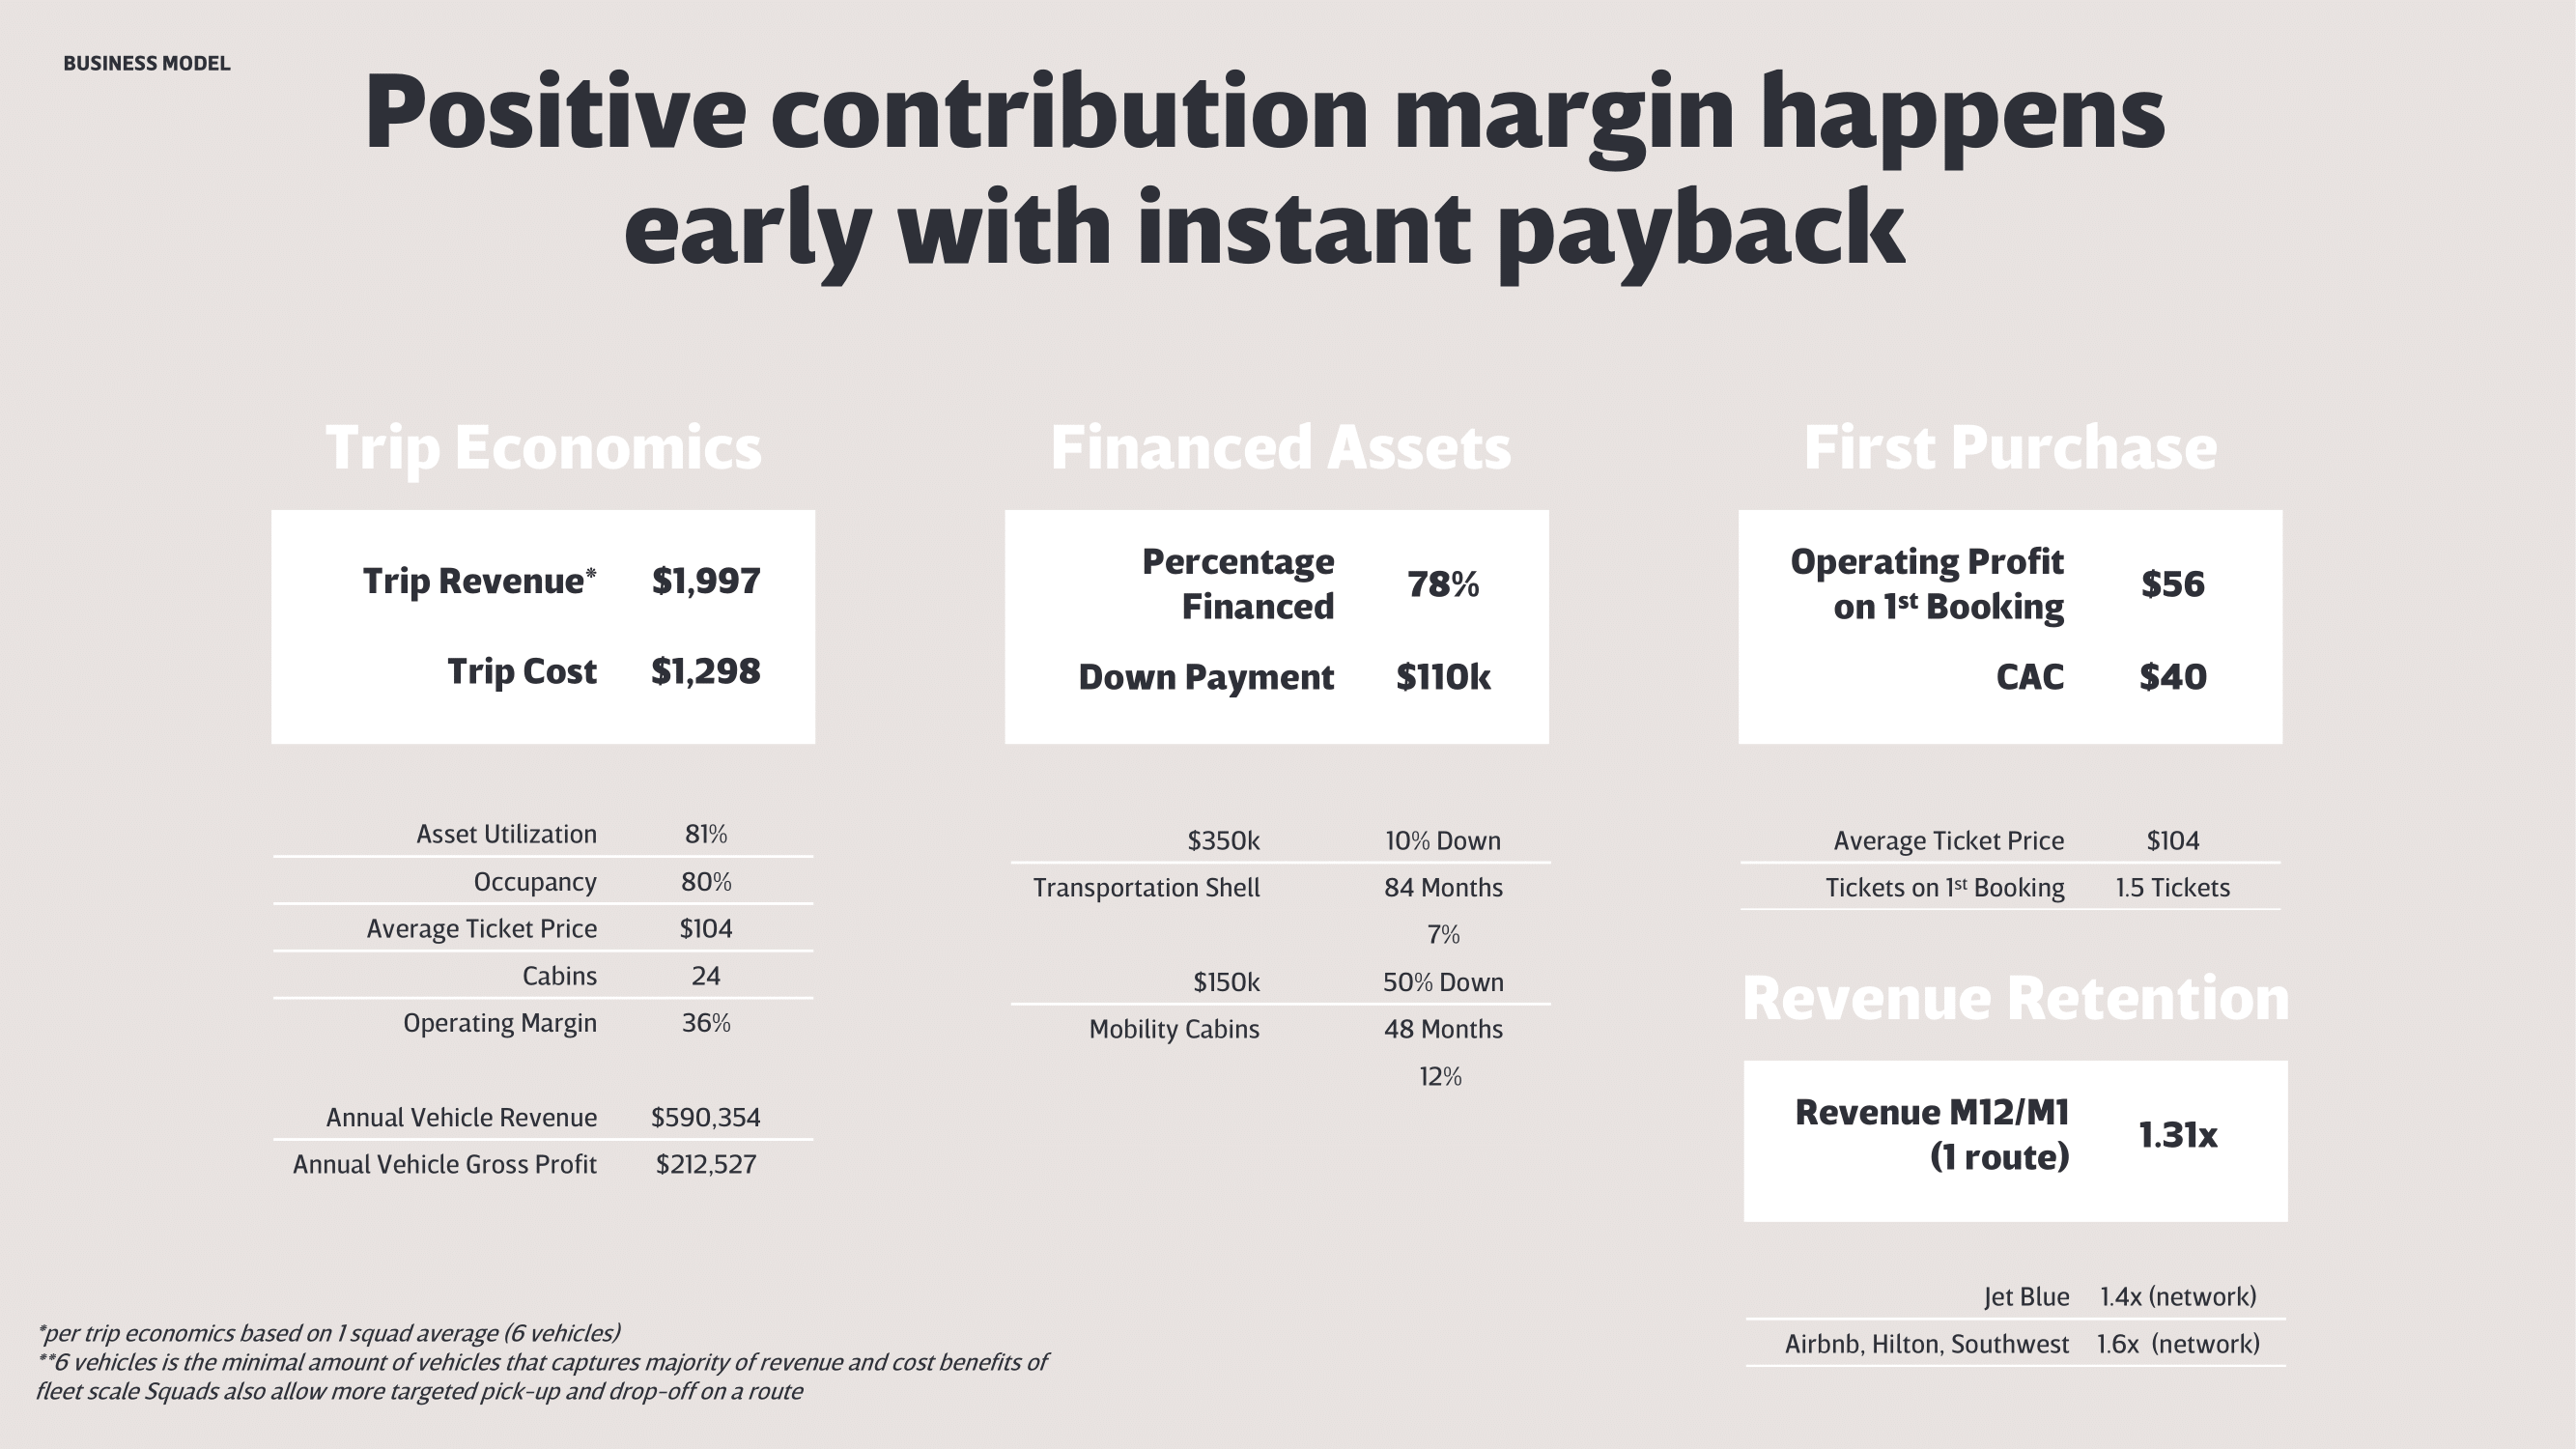 BUSINESS MODEL
Positive contribution margin happens
early with instant payback
Trip Economics
Trip Revenue* $1,997
Trip Cost $1,298
Asset Utilization 81%
Occupancy 80%
Average Ticket Price $104
Cabins 24
Operating Margin 36%
Annual Vehicle Revenue $590,354
Annual Vehicle Gross Profit $212,527
Financed Assets
Percentage
Financed 78%
Down Payment $110k
$350k 10% Down
Transportation Shell 84 Months
7%
$150k 50% Down
Mobility Cabins 48 Months
12%
First Purchase
Operating Profit
on 1st Booking $56
CAC $40
Average Ticket Price $104
Tickets on 1st Booking 1.5 Tickets
Revenue Retention
Revenue M12/M1
(1 route) 1.31x
Jet Blue 1.4x (network)
Airbnb, Hilton, Southwest 1.6x (network)
*per trip economics based on 1 squad average (6 vehicles)
**6 vehicles is the minimal amount of vehicles that captures majority of revenue and cost benefits of
fleet scale Squads also allow more targeted pick-up and drop-off on a route